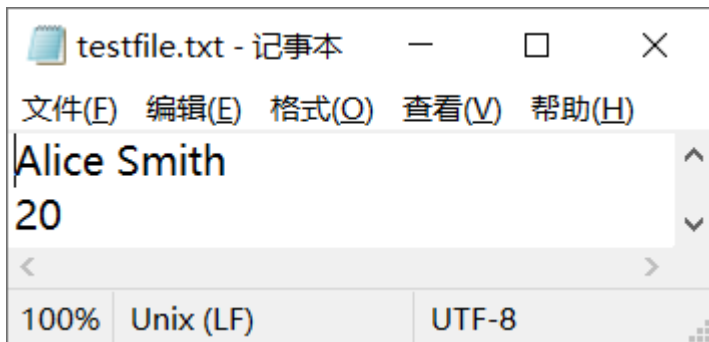 testfile.txt - 记事本
文件(F) 编辑(E) 格式(O) 查看(V) 帮助(H)
Alice Smith
20
100% Unix (LF) UTF-8